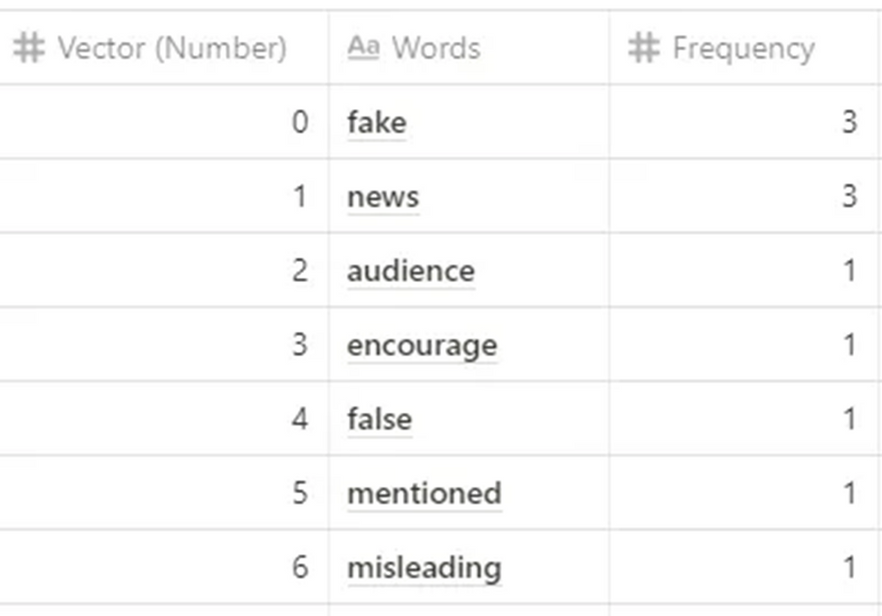 # Vector (Number) Aa Words # Frequency
0 fake 3
1 news 3
2 audience 1
3 encourage 1
4 false 1
5 mentioned 1
6 misleading 1